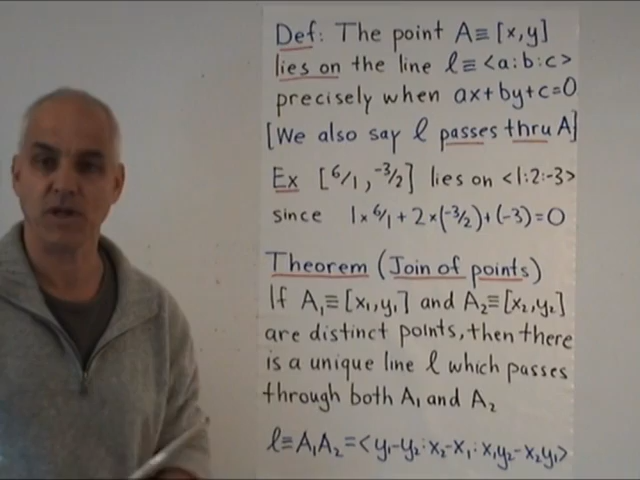 Def: The point A≡[x,y]
lies on the line ℓ≡<a:b:c>
precisely when ax+by+c=0
[We also say ℓ passes thru A]
Ex [6/1, -3/2] lies on <1:2:-3>
since 1×6/1+2×(-3/2)+(-3)=0
Theorem (Join of points)
If A₁≡[x₁,y₁] and A₂≡[x₂,y₂]
are distinct points, then there
is a unique line ℓ which passes
through both A₁ and A₂
ℓ≡A₁A₂=<y₁-y₂:x₂-x₁:x₁y₂-x₂y₁>